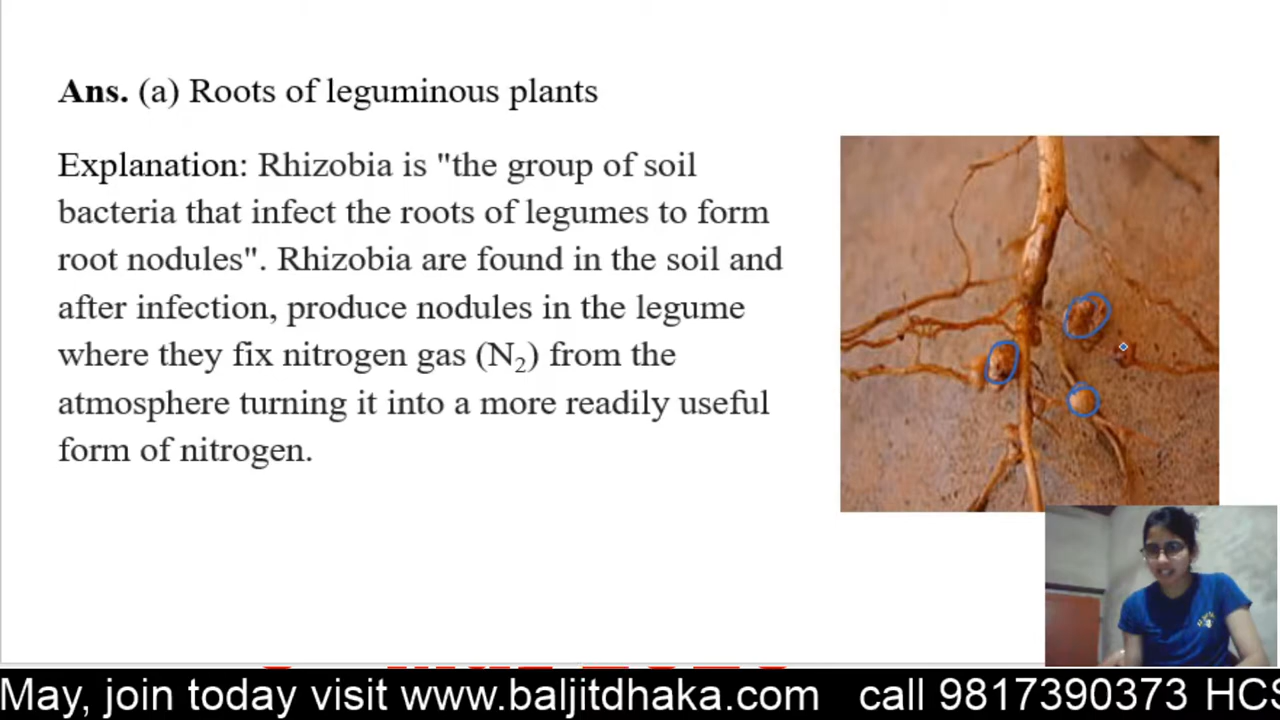 Ans. (a) Roots of leguminous plants
Explanation: Rhizobia is "the group of soil
bacteria that infect the roots of legumes to form
root nodules". Rhizobia are found in the soil and
after infection, produce nodules in the legume
where they fix nitrogen gas (N₂) from the
atmosphere turning it into a more readily useful
form of nitrogen.
May, join today visit www.baljitdhaka.com call 9817390373 HCS